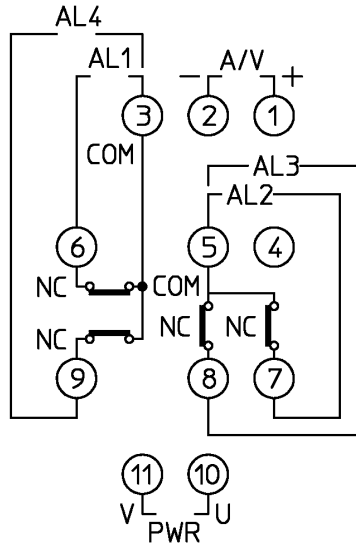 AL4
AL1 − A/V +
3 2 1
COM
AL3
AL2
6 5 4
NC COM
NC NC NC
9 8 7
11 10
V U
PWR